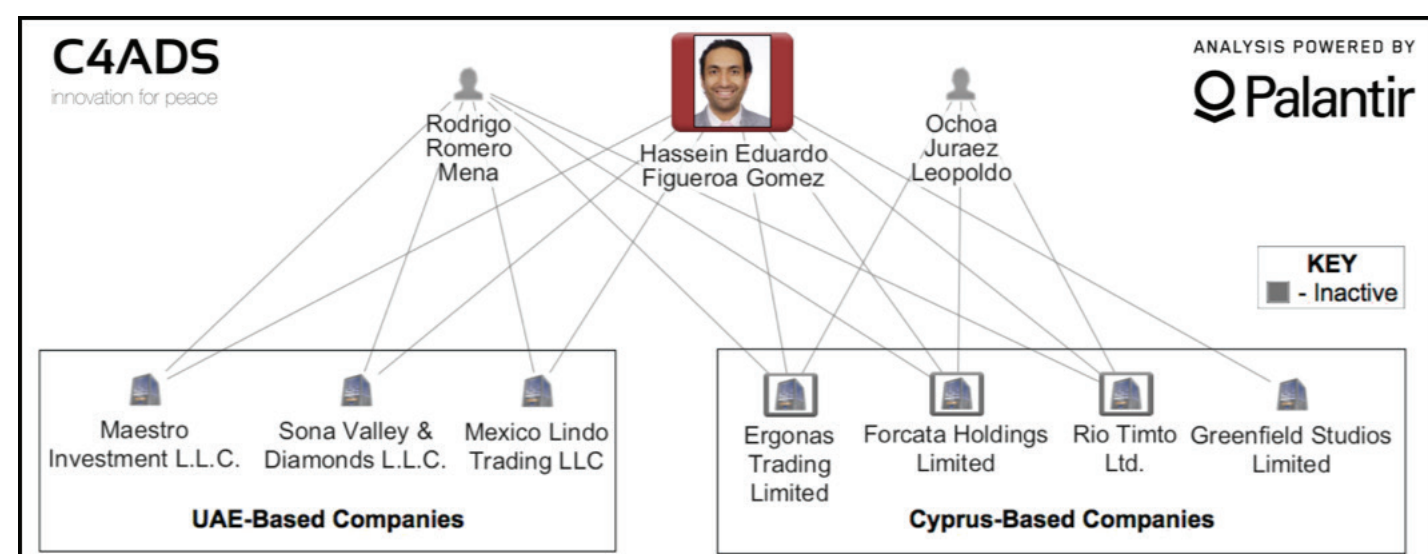 C4ADS
innovation for peace
ANALYSIS POWERED BY
Palantir
Rodrigo
Romero
Mena
Hassein Eduardo
Figueroa Gomez
Ochoa
Juraez
Leopoldo
KEY
- Inactive
Maestro
Investment L.L.C.
Sona Valley &
Diamonds L.L.C.
Mexico Lindo
Trading LLC
UAE-Based Companies
Ergonas
Trading
Limited
Forcata Holdings
Limited
Rio Timto
Ltd.
Greenfield Studios
Limited
Cyprus-Based Companies